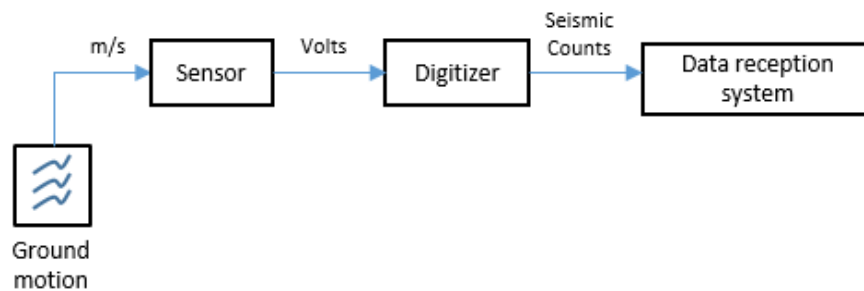 Seismic
Counts
m/s
Volts
Sensor
Digitizer
Data reception
system
Ground
motion